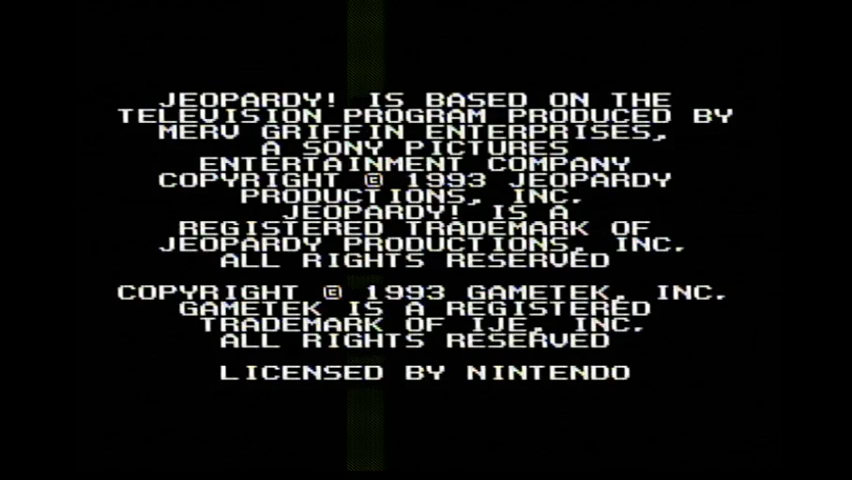 JEOPARDY! IS BASED ON THE
TELEVISION PROGRAM PRODUCED BY
MERV GRIFFIN ENTERPRISES,
A SONY PICTURES
ENTERTAINMENT COMPANY
COPYRIGHT © 1993 JEOPARDY
PRODUCTIONS, INC.
JEOPARDY! IS A
REGISTERED TRADEMARK OF
JEOPARDY PRODUCTIONS, INC.
ALL RIGHTS RESERVED
COPYRIGHT © 1993 GAMETEK, INC.
GAMETEK IS A REGISTERED
TRADEMARK OF IJE, INC.
ALL RIGHTS RESERVED
LICENSED BY NINTENDO